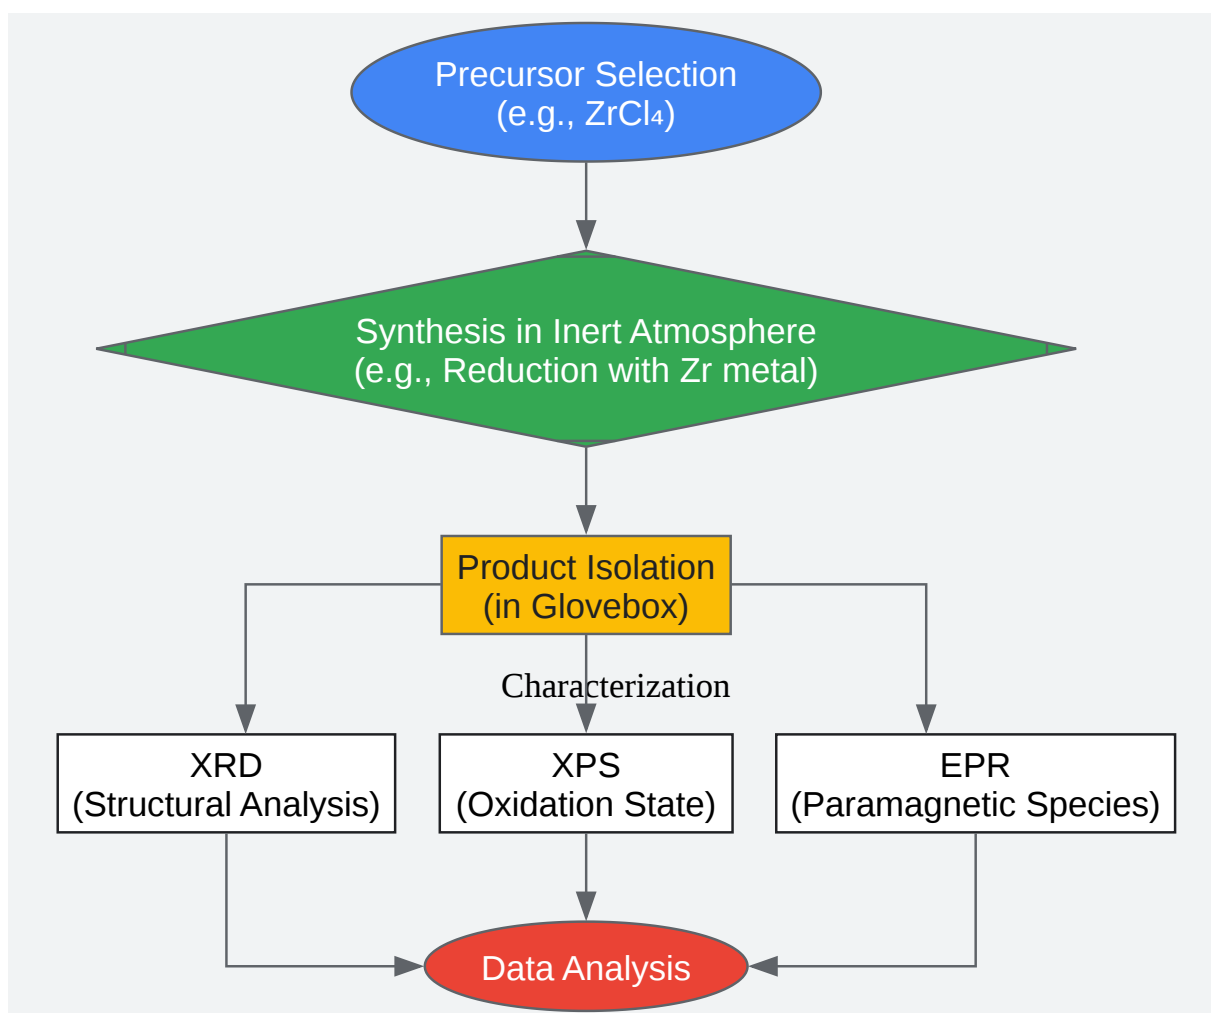 Precursor Selection
(e.g., ZrCl₄)
Synthesis in Inert Atmosphere
(e.g., Reduction with Zr metal)
Product Isolation
(in Glovebox)
Characterization
XRD
(Structural Analysis)
XPS
(Oxidation State)
EPR
(Paramagnetic Species)
Data Analysis